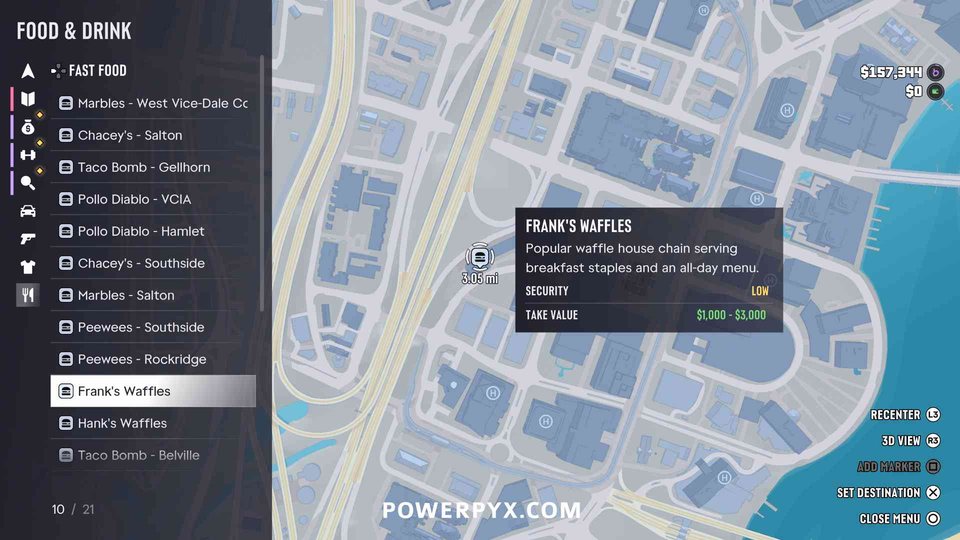 FOOD & DRINK
FAST FOOD
Marbles - West Vice-Dale Cc
Chacey's - Salton
Taco Bomb - Gellhorn
Pollo Diablo - VCIA
Pollo Diablo - Hamlet
Chacey's - Southside
Marbles - Salton
Peewees - Southside
Peewees - Rockridge
Frank's Waffles
Hank's Waffles
Taco Bomb - Belville
10 / 21
3.05 mi
FRANK'S WAFFLES
Popular waffle house chain serving
breakfast staples and an all-day menu.
SECURITY LOW
TAKE VALUE $1,000 - $3,000
$157,344
$0
H
H
H
H
H
RECENTER L3
3D VIEW R3
ADD MARKER
SET DESTINATION
CLOSE MENU
POWERPYX.COM